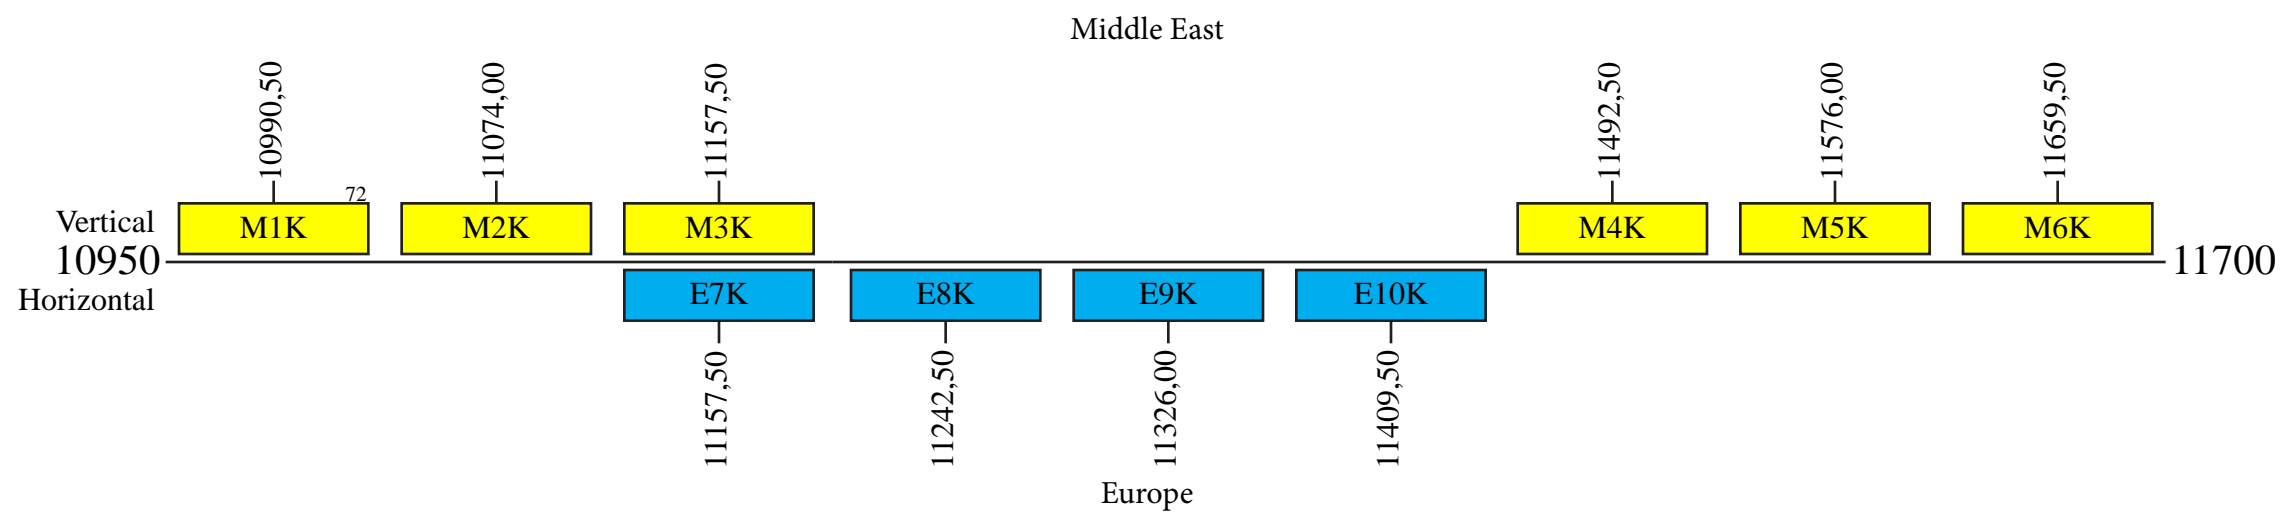 Middle East
10990,50
11074,00
11157,50
11492,50
11576,00
11659,50
72
Vertical
M1K
M2K
M3K
M4K
M5K
M6K
10950
11700
Horizontal
E7K
E8K
E9K
E10K
11157,50
11242,50
11326,00
11409,50
Europe